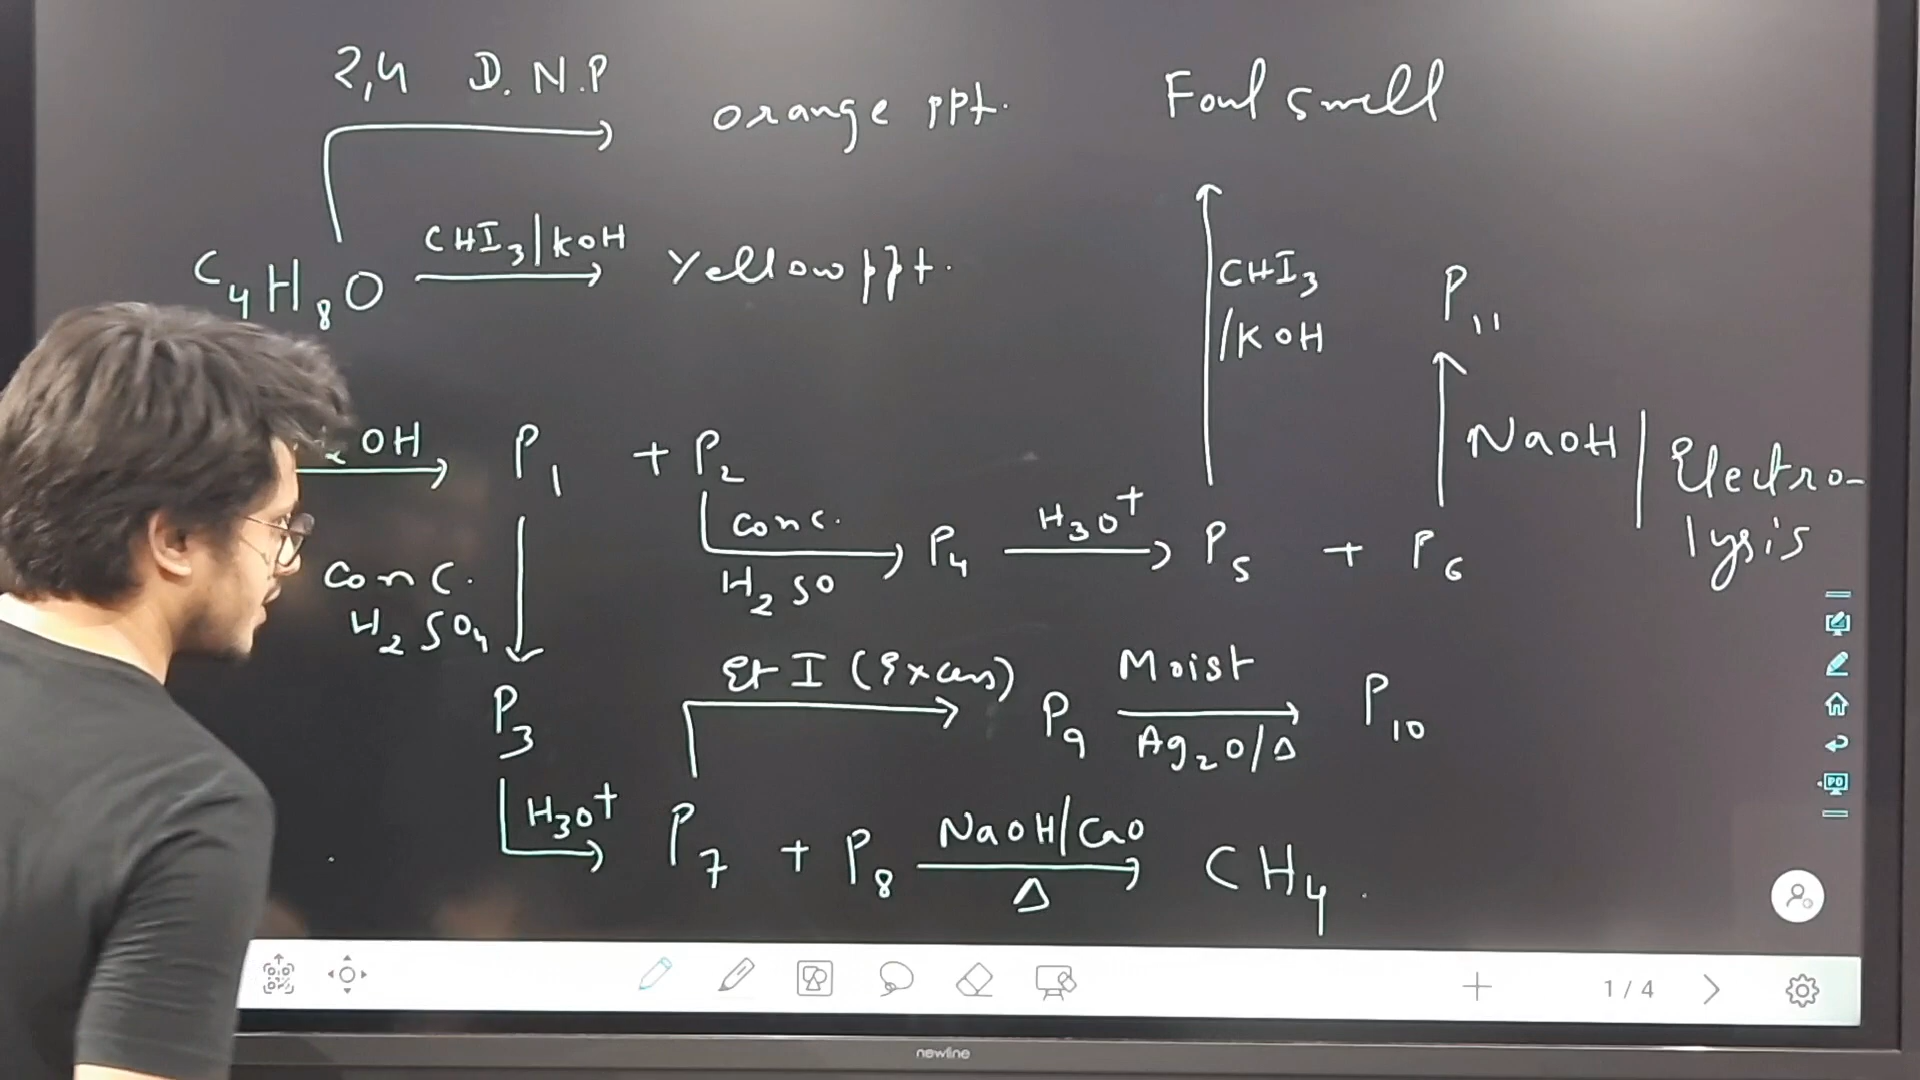 2,4 D.N.P
orange ppt.
Foul smell
CHI3/KOH
C4H8O
Yellow ppt.
CHI3
/KOH
P11
OH
P1 + P2
NaOH / Electro-
lysis
conc.
H2SO
P4
H3O+
P5 + P6
conc.
H2SO4
P3
Et I (Excess)
P9
Moist
Ag2O/Δ
P10
H3O+
P7 + P8
NaOH/CaO
Δ
CH4.
1 / 4
newline